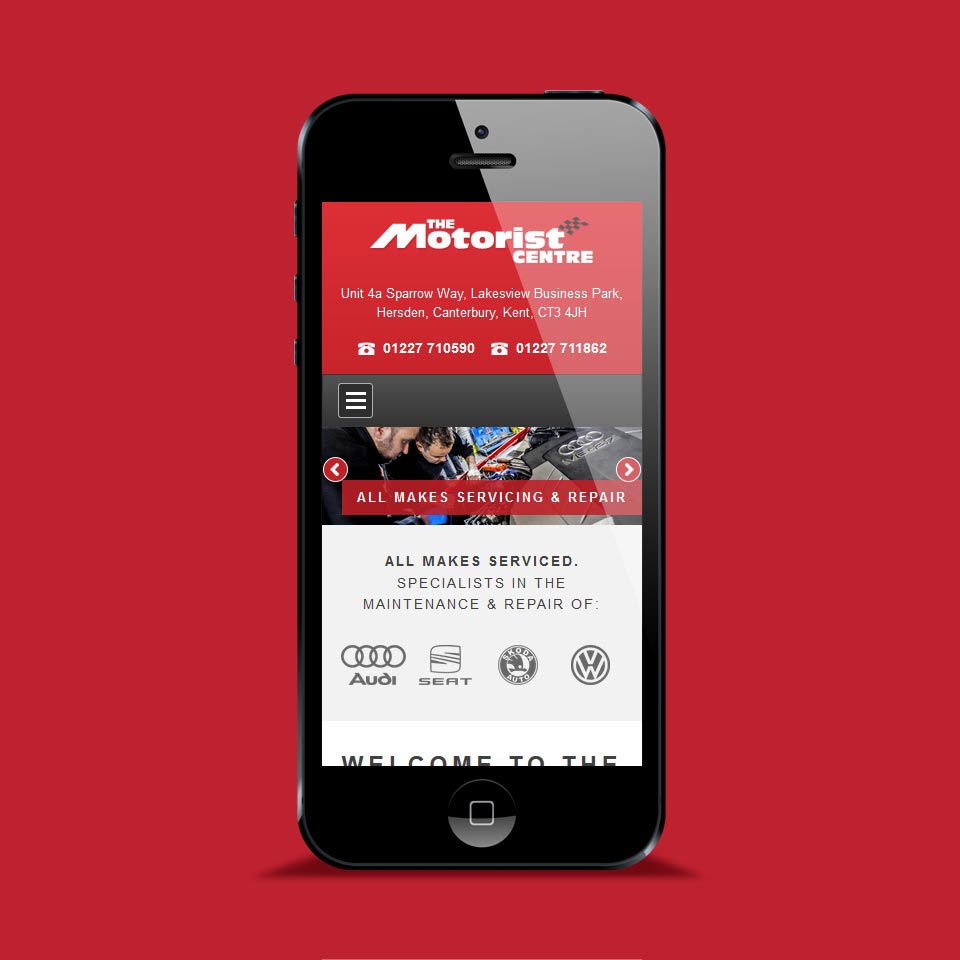 THE
Motorist
CENTRE
Unit 4a Sparrow Way, Lakesview Business Park,
Hersden, Canterbury, Kent, CT3 4JH
01227 710590 01227 711862
ALL MAKES SERVICING & REPAIR
ALL MAKES SERVICED.
SPECIALISTS IN THE
MAINTENANCE & REPAIR OF:
Audi SEAT SKODA AUTO VW
WELCOME TO THE